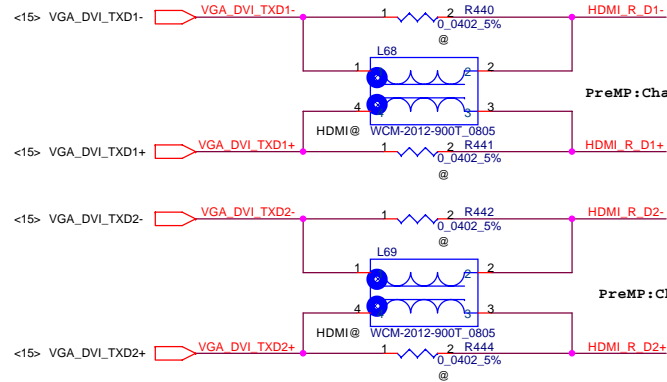 <15> VGA_DVI_TXD1- VGA_DVI_TXD1- 1 2 R440 HDMI_R_D1-
0_0402_5%
@
L68
1 2 2
PreMP:Cha
4 4 3 3
HDMI@ WCM-2012-900T_0805
<15> VGA_DVI_TXD1+ VGA_DVI_TXD1+ 1 2 R441 HDMI_R_D1+
0_0402_5%
@
<15> VGA_DVI_TXD2- VGA_DVI_TXD2- 1 2 R442 HDMI_R_D2-
0_0402_5%
@
L69
1 2 2
PreMP:Ch
4 3 3
HDMI@ WCM-2012-900T_0805
<15> VGA_DVI_TXD2+ VGA_DVI_TXD2+ 1 2 R444 HDMI_R_D2+
0_0402_5%
@